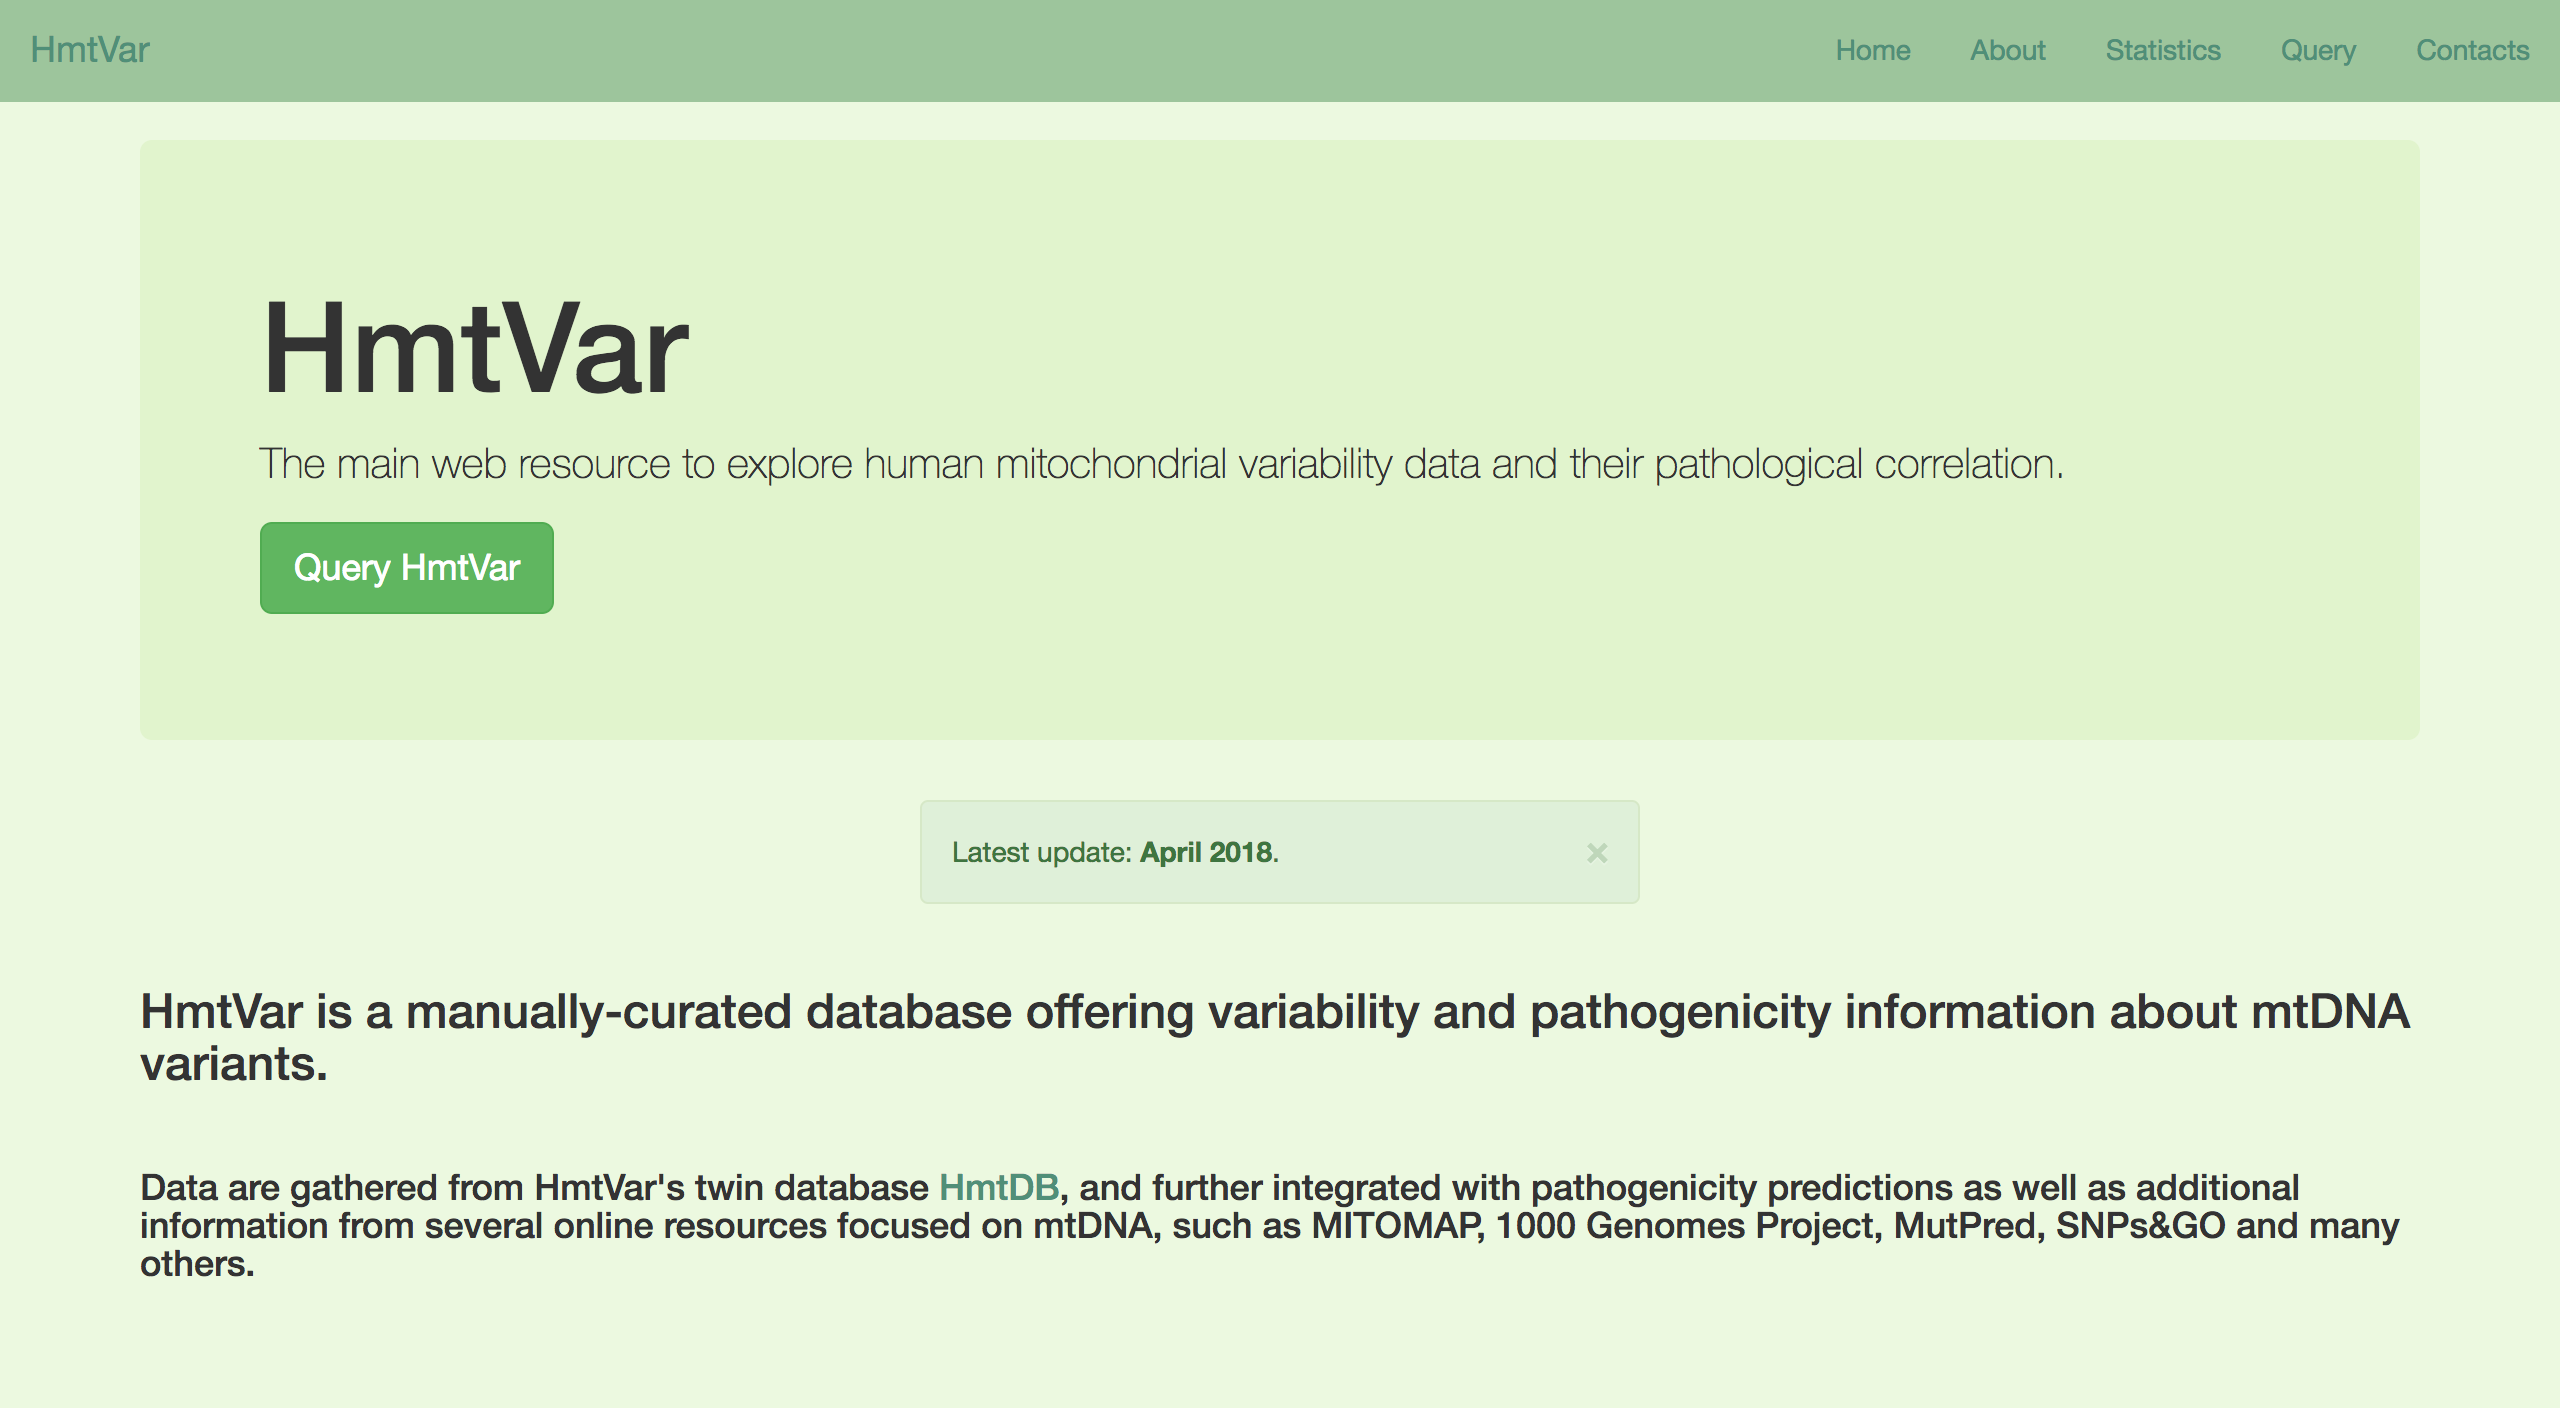 HmtVar
Home About Statistics Query Contacts
HmtVar
The main web resource to explore human mitochondrial variability data and their pathological correlation.
Query HmtVar
Latest update: April 2018. ×
HmtVar is a manually-curated database offering variability and pathogenicity information about mtDNA
variants.
Data are gathered from HmtVar's twin database HmtDB, and further integrated with pathogenicity predictions as well as additional
information from several online resources focused on mtDNA, such as MITOMAP, 1000 Genomes Project, MutPred, SNPs&GO and many
others.